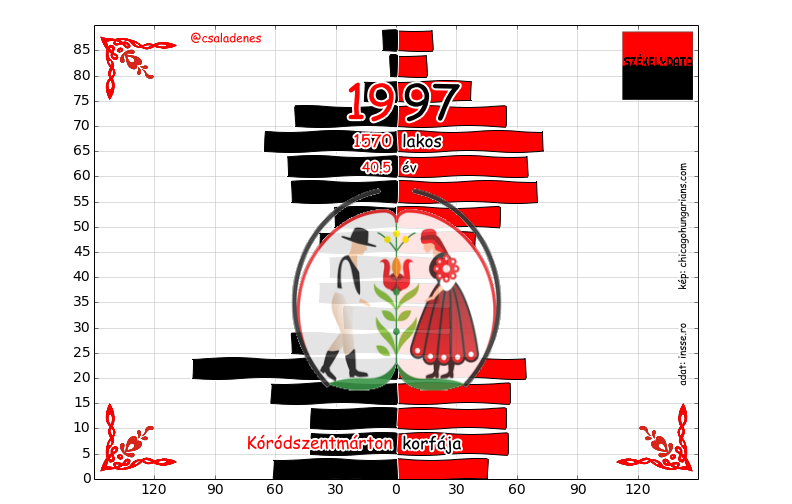 @csaladenes
SZÉKELYDATA
1997
1570 lakos
40.5 év
kép: chicagohungarians.com
adat: insse.ro
Kóródszentmárton korfája
85
80
75
70
65
60
55
50
45
40
35
30
25
20
15
10
5
0
120 90 60 30 0 30 60 90 120